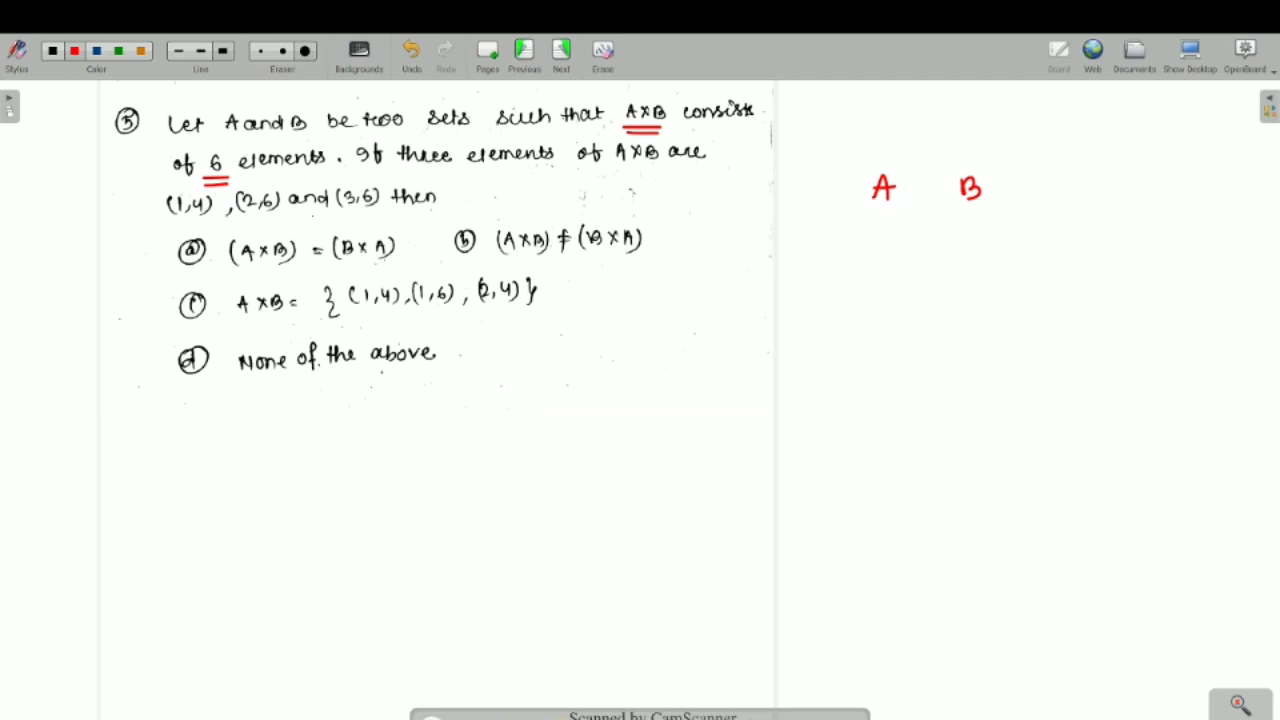 Styles
Color
Line
Eraser
Backgrounds
Undo
Redo
Pages
Previous
Next
Erase
Board
Web
Documents
Show Desktop
OpenBoard
⑤ Let A and B be two sets such that A×B consists
of 6 elements. If three elements of A×B are
(1,4), (2,6) and (3,6) then
ⓐ (A×B) = (B×A) ⓑ (A×B) ≠ (B×A)
ⓒ A×B = {(1,4),(1,6),(2,4)}
ⓓ None of the above
A B
Scanned by CamScanner